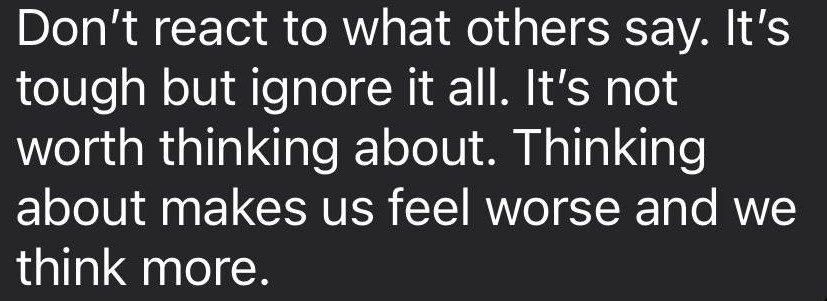 Don’t react to what others say. It’s
tough but ignore it all. It’s not
worth thinking about. Thinking
about makes us feel worse and we
think more.